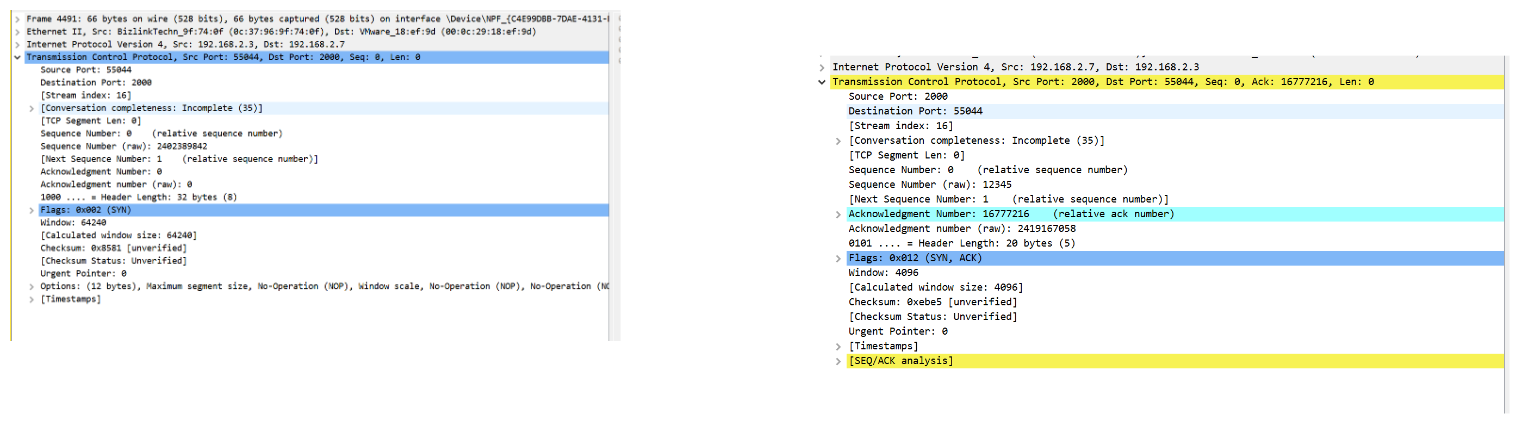 Frame 4491: 66 bytes on wire (528 bits), 66 bytes captured (528 bits) on interface \Device\NPF_{C4E99DBB-7DAE-4131-
Ethernet II, Src: BizlinkTechn_9f:74:0f (0c:37:96:9f:74:0f), Dst: VMware_18:ef:9d (00:0c:29:18:ef:9d)
Internet Protocol Version 4, Src: 192.168.2.3, Dst: 192.168.2.7
Transmission Control Protocol, Src Port: 55044, Dst Port: 2000, Seq: 0, Len: 0
Source Port: 55044
Destination Port: 2000
[Stream index: 16]
[Conversation completeness: Incomplete (35)]
[TCP Segment Len: 0]
Sequence Number: 0    (relative sequence number)
Sequence Number (raw): 2402389842
[Next Sequence Number: 1    (relative sequence number)]
Acknowledgment Number: 0
Acknowledgment number (raw): 0
1000 .... = Header Length: 32 bytes (8)
Flags: 0x002 (SYN)
Window: 64240
[Calculated window size: 64240]
Checksum: 0x8581 [unverified]
[Checksum Status: Unverified]
Urgent Pointer: 0
Options: (12 bytes), Maximum segment size, No-Operation (NOP), Window scale, No-Operation (NOP), No-Operation (NO
[Timestamps]
Internet Protocol Version 4, Src: 192.168.2.7, Dst: 192.168.2.3
Transmission Control Protocol, Src Port: 2000, Dst Port: 55044, Seq: 0, Ack: 16777216, Len: 0
Source Port: 2000
Destination Port: 55044
[Stream index: 16]
[Conversation completeness: Incomplete (35)]
[TCP Segment Len: 0]
Sequence Number: 0    (relative sequence number)
Sequence Number (raw): 12345
[Next Sequence Number: 1    (relative sequence number)]
Acknowledgment Number: 16777216    (relative ack number)
Acknowledgment number (raw): 2419167058
0101 .... = Header Length: 20 bytes (5)
Flags: 0x012 (SYN, ACK)
Window: 4096
[Calculated window size: 4096]
Checksum: 0xebe5 [unverified]
[Checksum Status: Unverified]
Urgent Pointer: 0
[Timestamps]
[SEQ/ACK analysis]